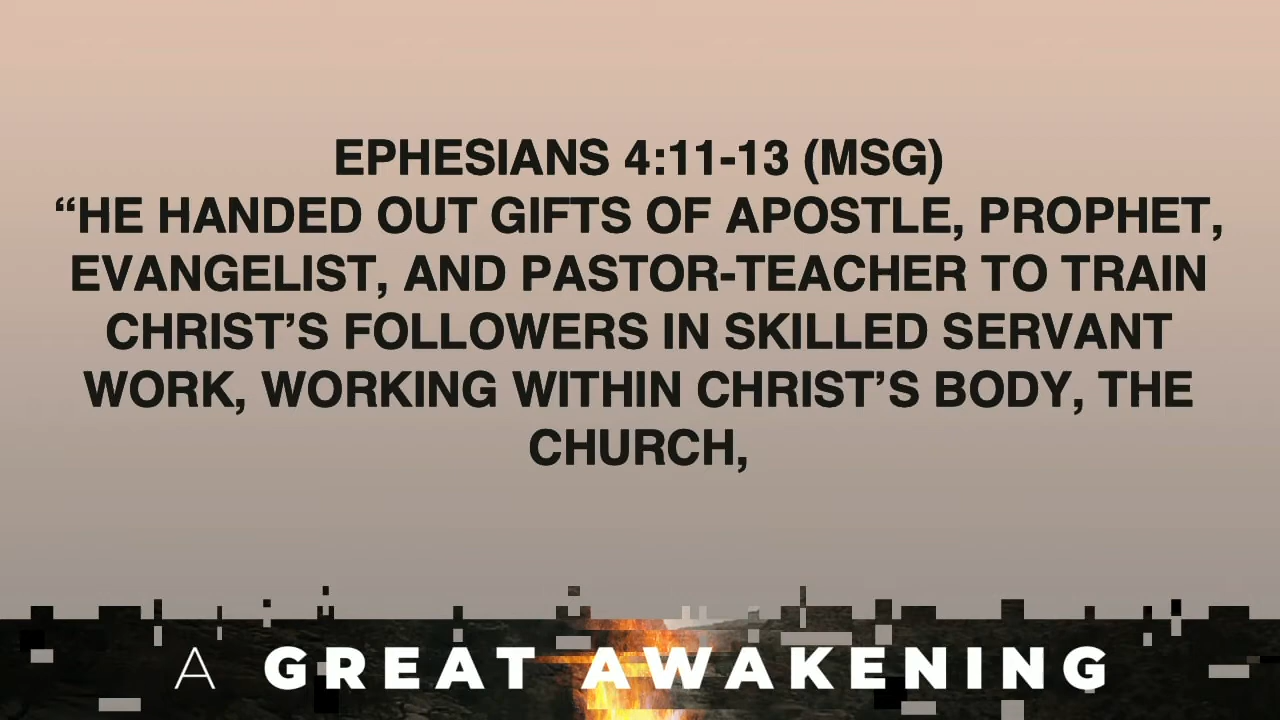 EPHESIANS 4:11-13 (MSG)
“HE HANDED OUT GIFTS OF APOSTLE, PROPHET,
EVANGELIST, AND PASTOR-TEACHER TO TRAIN
CHRIST’S FOLLOWERS IN SKILLED SERVANT
WORK, WORKING WITHIN CHRIST’S BODY, THE
CHURCH,
A GREAT AWAKENING